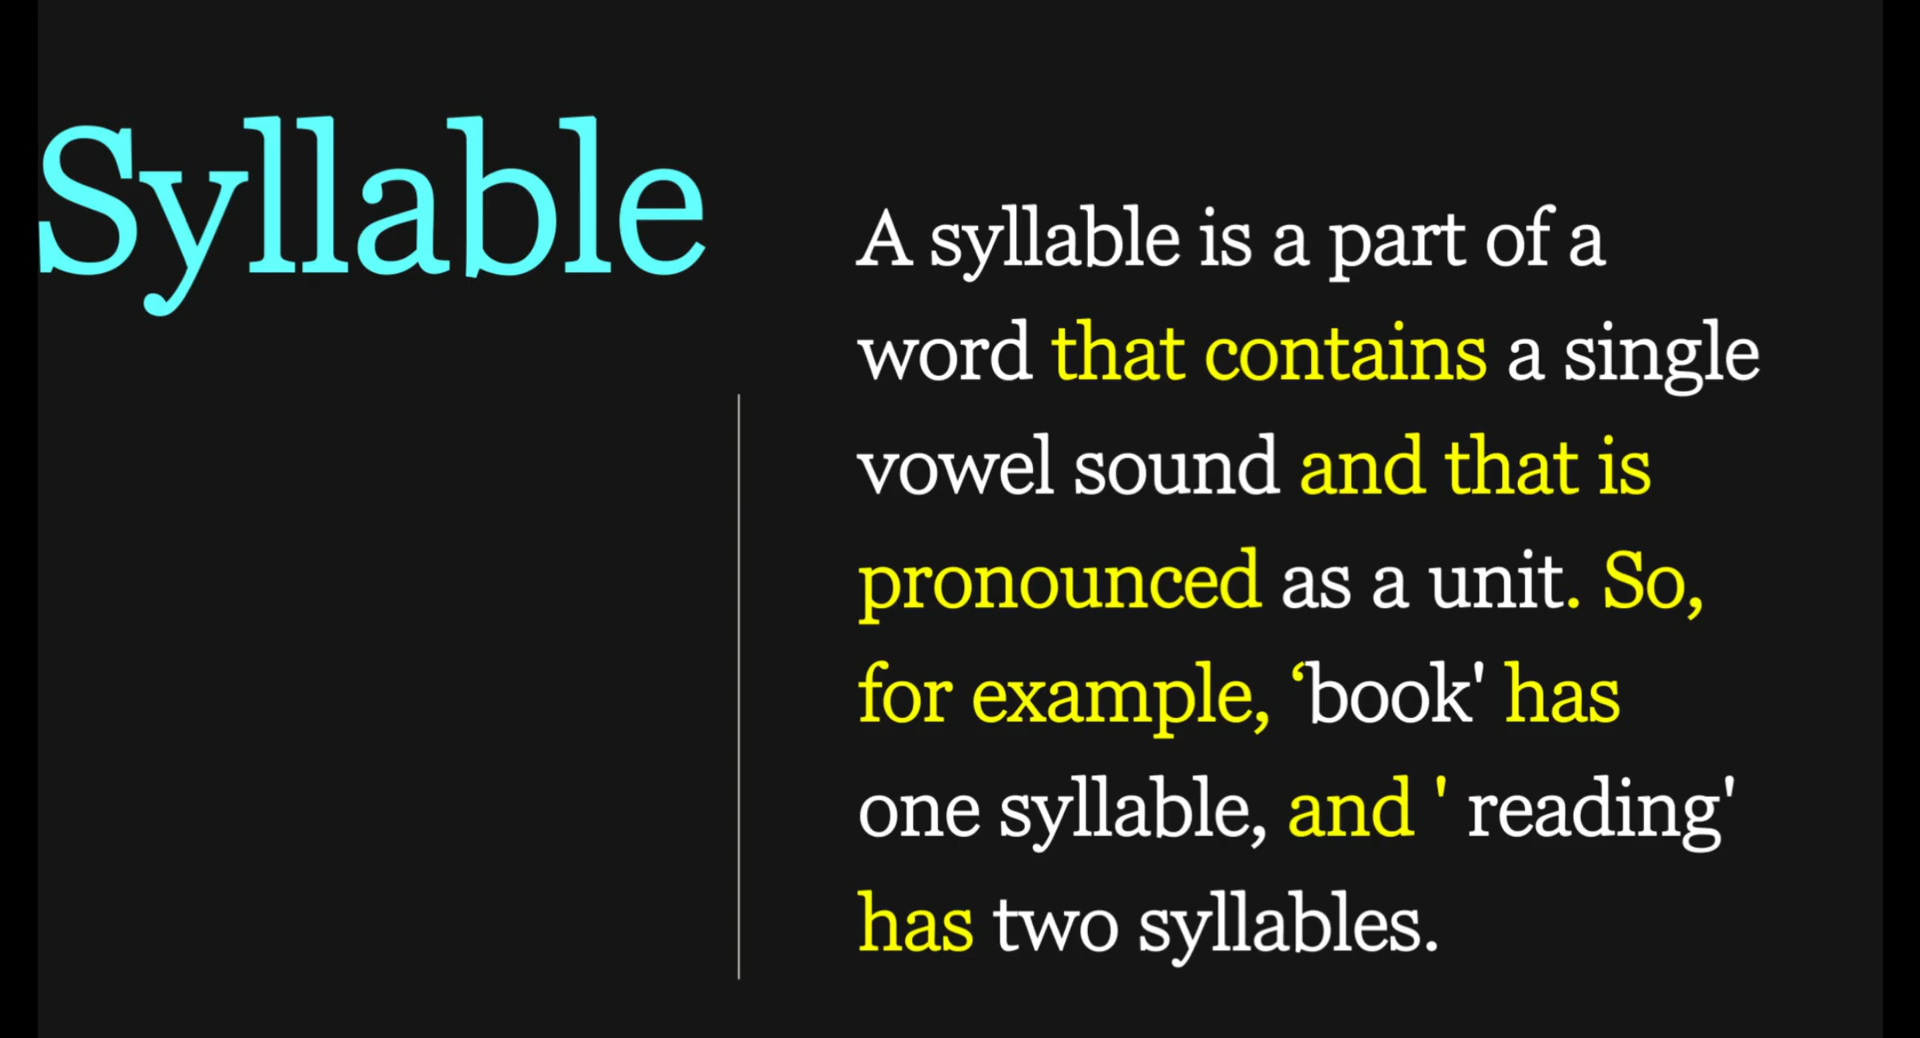 Syllable
A syllable is a part of a
word that contains a single
vowel sound and that is
pronounced as a unit. So,
for example, ‘book' has
one syllable, and ' reading'
has two syllables.